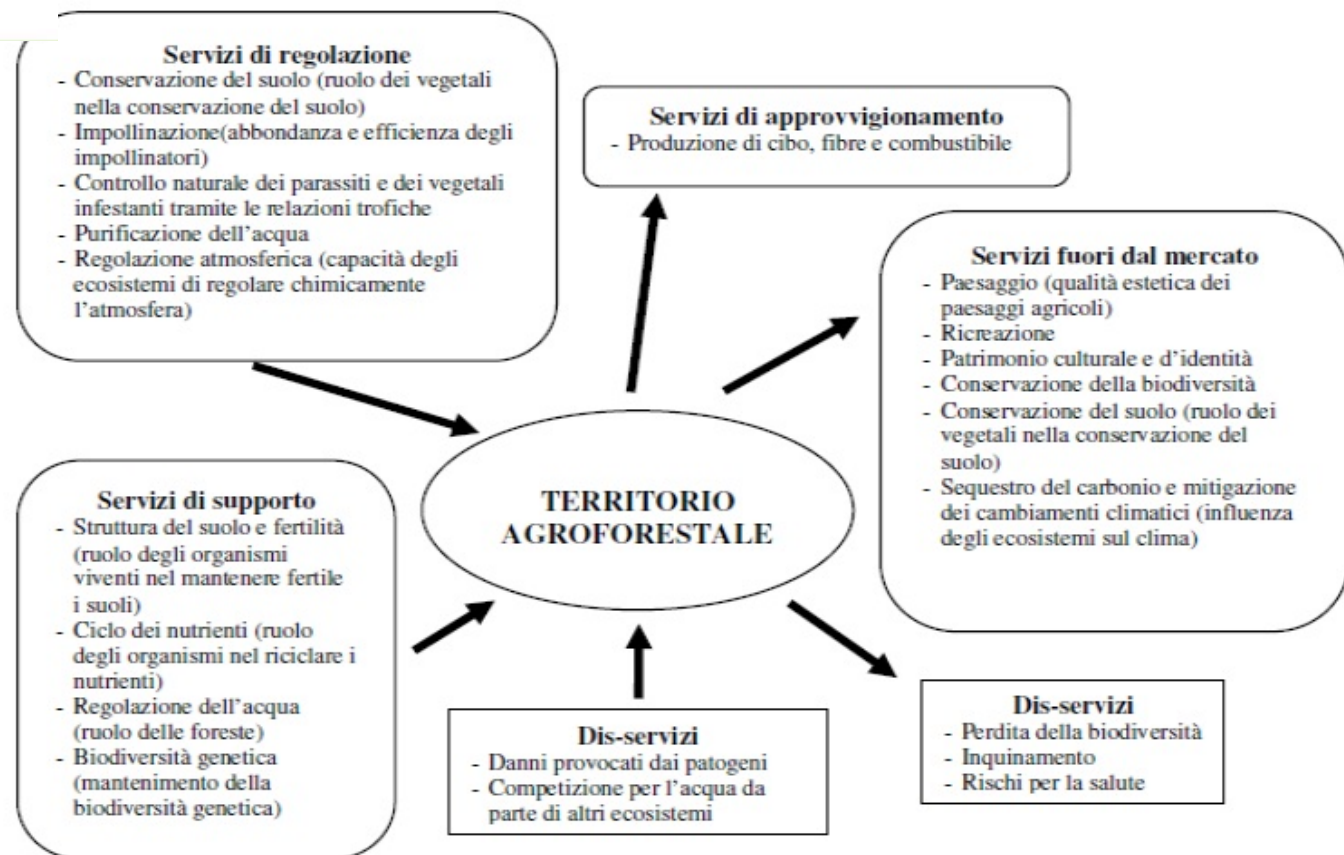 Servizi di regolazione
- Conservazione del suolo (ruolo dei vegetali
nella conservazione del suolo)
- Impollinazione(abbondanza e efficienza degli
impollinatori)
- Controllo naturale dei parassiti e dei vegetali
infestanti tramite le relazioni trofiche
- Purificazione dell'acqua
- Regolazione atmosferica (capacità degli
ecosistemi di regolare chimicamente
l'atmosfera)
Servizi di approvvigionamento
- Produzione di cibo, fibre e combustibile
Servizi fuori dal mercato
- Paesaggio (qualità estetica dei
paesaggi agricoli)
- Ricreazione
- Patrimonio culturale e d'identità
- Conservazione della biodiversità
- Conservazione del suolo (ruolo dei
vegetali nella conservazione del
suolo)
- Sequestro del carbonio e mitigazione
dei cambiamenti climatici (influenza
degli ecosistemi sul clima)
TERRITORIO
AGROFORESTALE
Servizi di supporto
- Struttura del suolo e fertilità
(ruolo degli organismi
viventi nel mantenere fertile
i suoli)
- Ciclo dei nutrienti (ruolo
degli organismi nel riciclare i
nutrienti)
- Regolazione dell'acqua
(ruolo delle foreste)
- Biodiversità genetica
(mantenimento della
biodiversità genetica)
Dis-servizi
- Danni provocati dai patogeni
- Competizione per l'acqua da
parte di altri ecosistemi
Dis-servizi
- Perdita della biodiversità
- Inquinamento
- Rischi per la salute